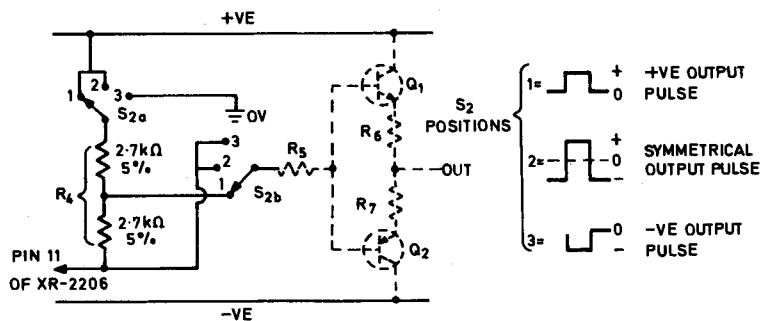 +VE
1
2
3
S2a
0V
2·7kΩ
5%
R4
2·7kΩ
5%
3
2
1
S2b
R5
Q1
R6
OUT
R7
Q2
PIN 11
OF XR-2206
-VE
S2
POSITIONS
1=
+
0
+VE OUTPUT
PULSE
2=
+
0
-
SYMMETRICAL
OUTPUT PULSE
3=
0
-
-VE OUTPUT
PULSE